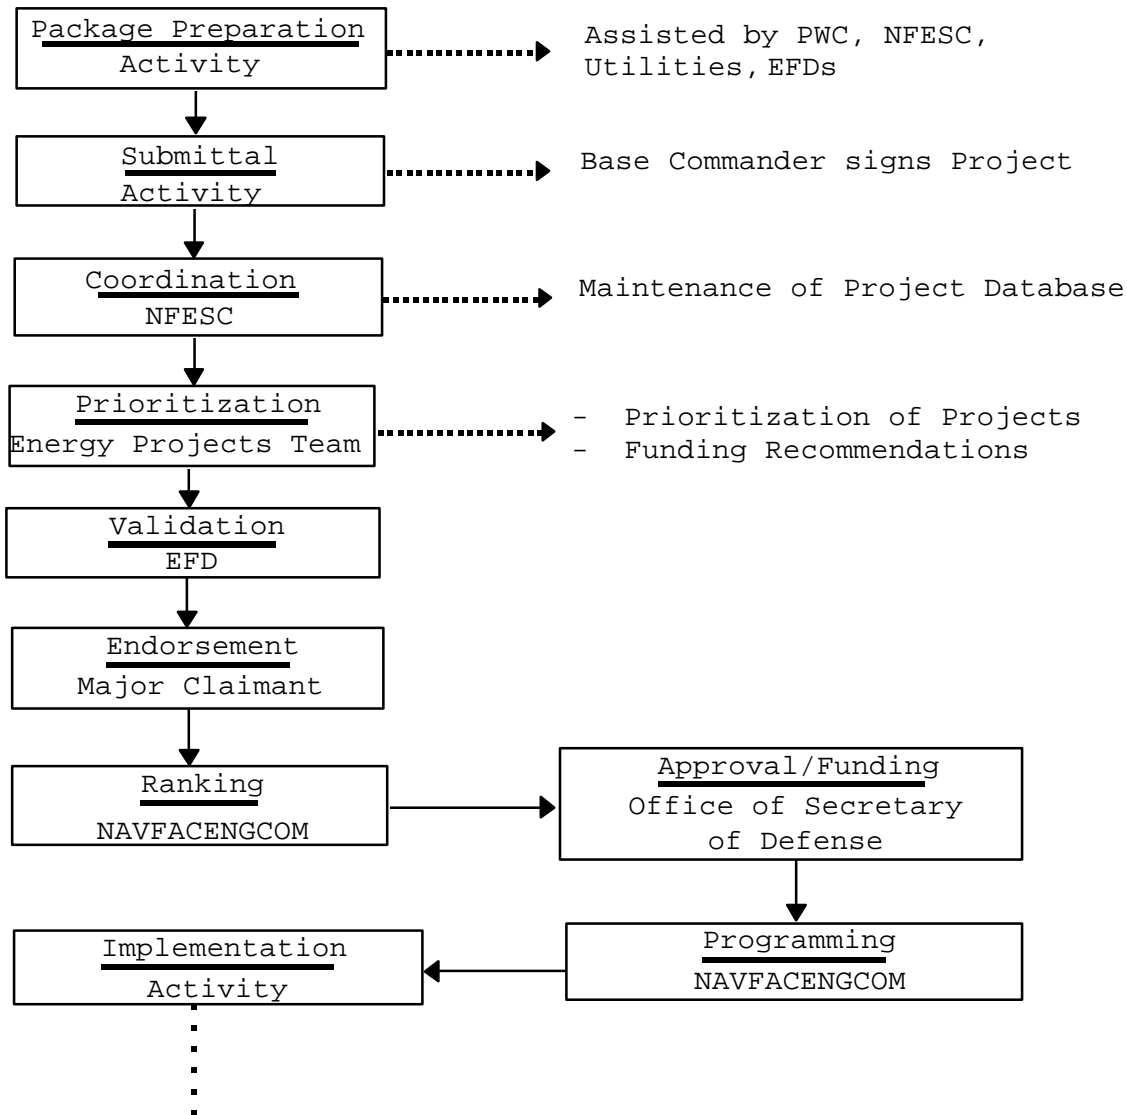 Package Preparation
Activity
Assisted by PWC, NFESC,
Utilities, EFDs
Submittal
Activity
Base Commander signs Project
Coordination
NFESC
Maintenance of Project Database
Prioritization
Energy Projects Team
- Prioritization of Projects
- Funding Recommendations
Validation
EFD
Endorsement
Major Claimant
Ranking
NAVFACENGCOM
Approval/Funding
Office of Secretary
of Defense
Programming
NAVFACENGCOM
Implementation
Activity